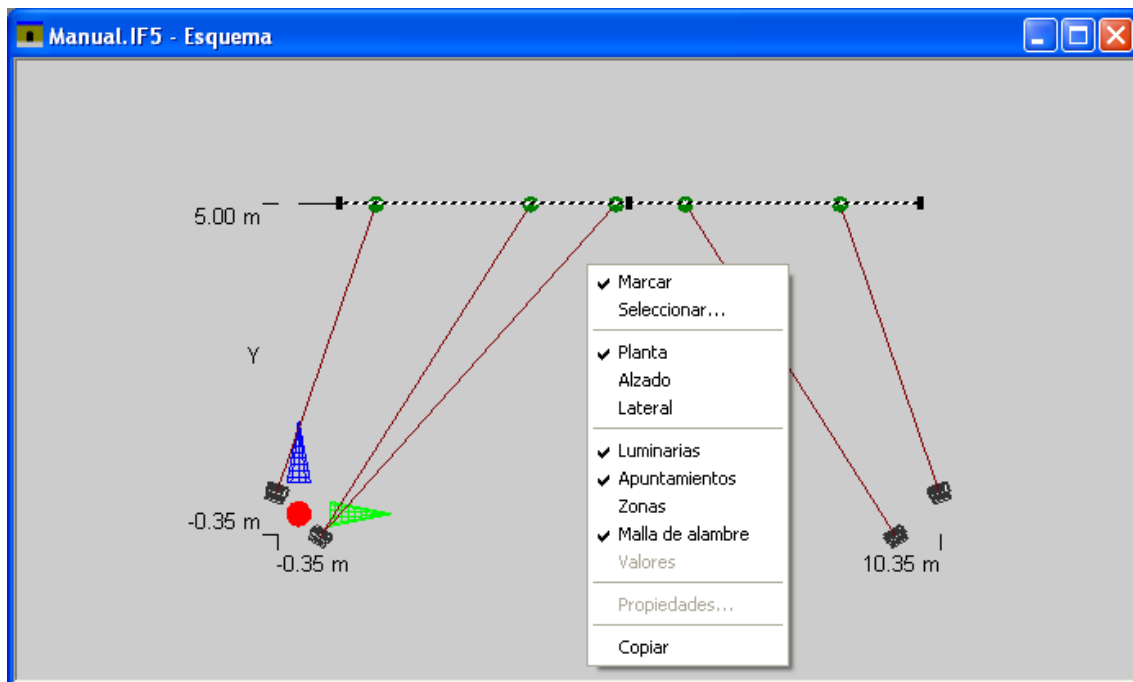 Manual.IF5 - Esquema
5.00 m
Y
-0.35 m
-0.35 m
10.35 m
Marcar
Seleccionar...
Planta
Alzado
Lateral
Luminarias
Apuntamientos
Zonas
Malla de alambre
Valores
Propiedades...
Copiar